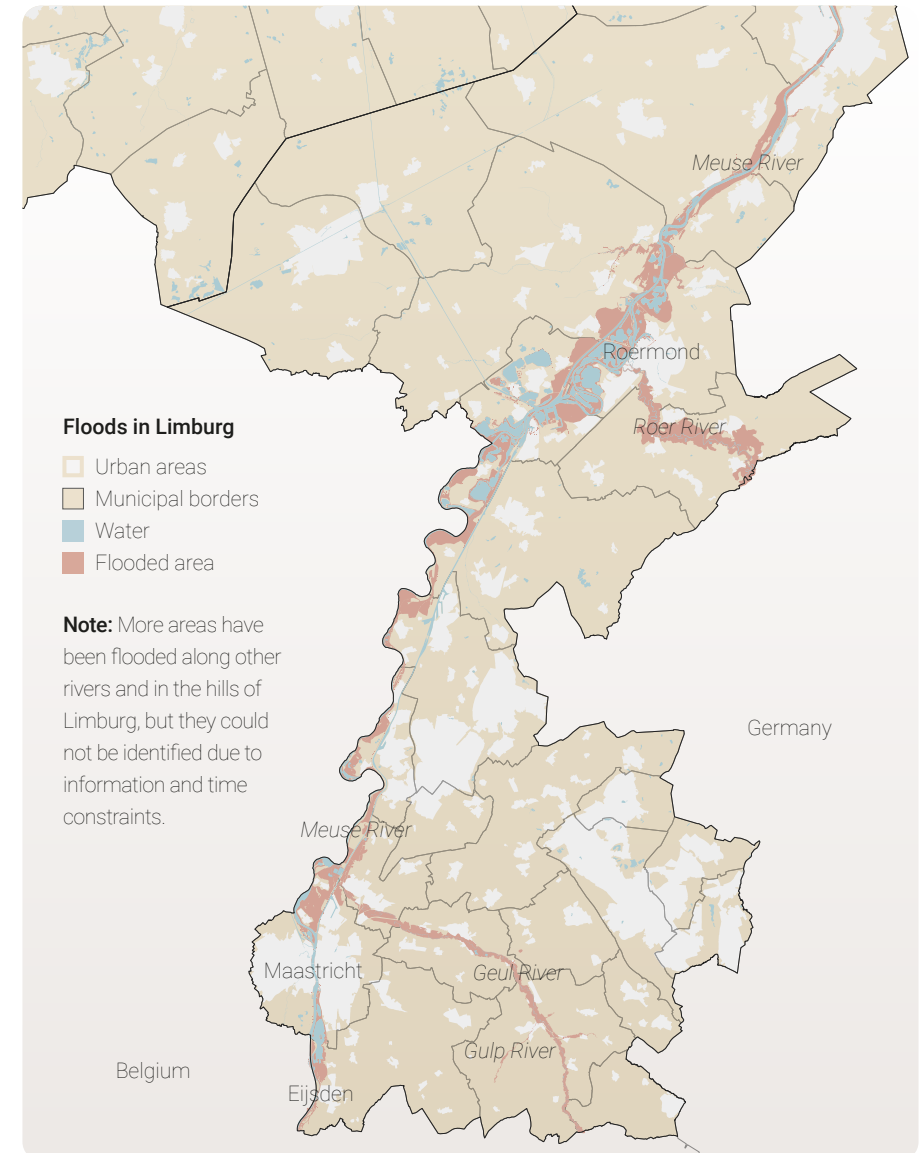 Meuse River
Roermond
Roer River
Floods in Limburg
Urban areas
Municipal borders
Water
Flooded area
Note: More areas have
been flooded along other
rivers and in the hills of
Limburg, but they could
not be identified due to
information and time
constraints.
Germany
Meuse River
Maastricht
Geul River
Gulp River
Belgium
Eijsden